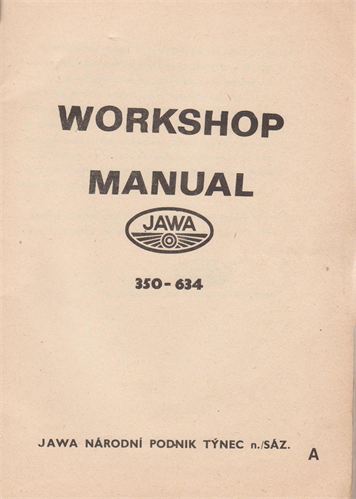 WORKSHOP
MANUAL
JAWA
350-634
JAWA NÁRODNÍ PODNIK TÝNEC n./SÁZ.
A